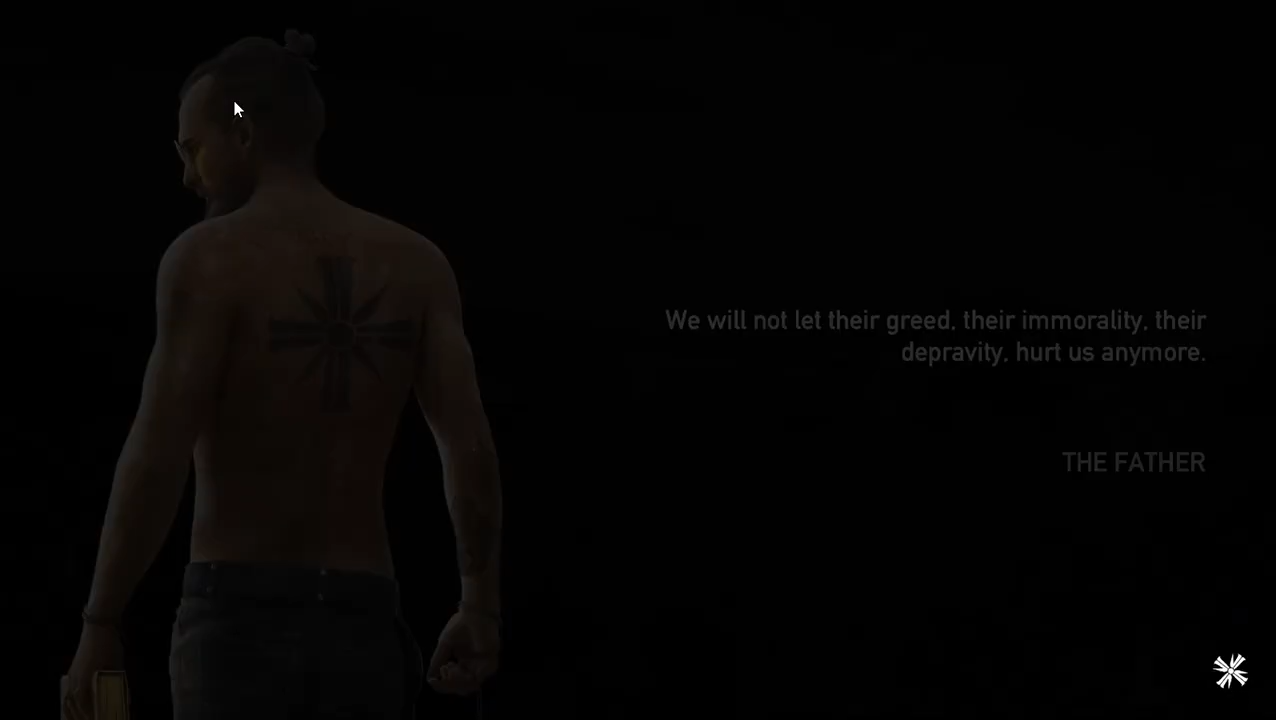 We will not let their greed, their immorality, their
depravity, hurt us anymore.
THE FATHER